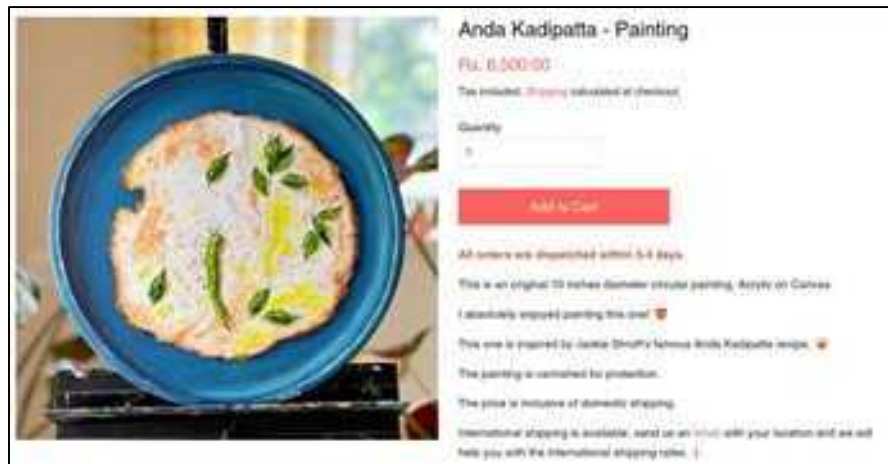 Anda Kadipatta - Painting
Rs. 6,500.00
Tax included. Shipping calculated at checkout.
Quantity
Add to Cart
All orders are dispatched within 3-4 days.
This is an original 10 inches diameter circular painting, Acrylic on Canvas
I absolutely enjoyed painting this one!
This one is inspired by Jackie Shroff's famous Anda Kadipatta recipe.
The painting is varnished for protection.
The price is inclusive of domestic shipping.
International shipping is available, send us an email with your location and we will
help you with the international shipping rates. :)